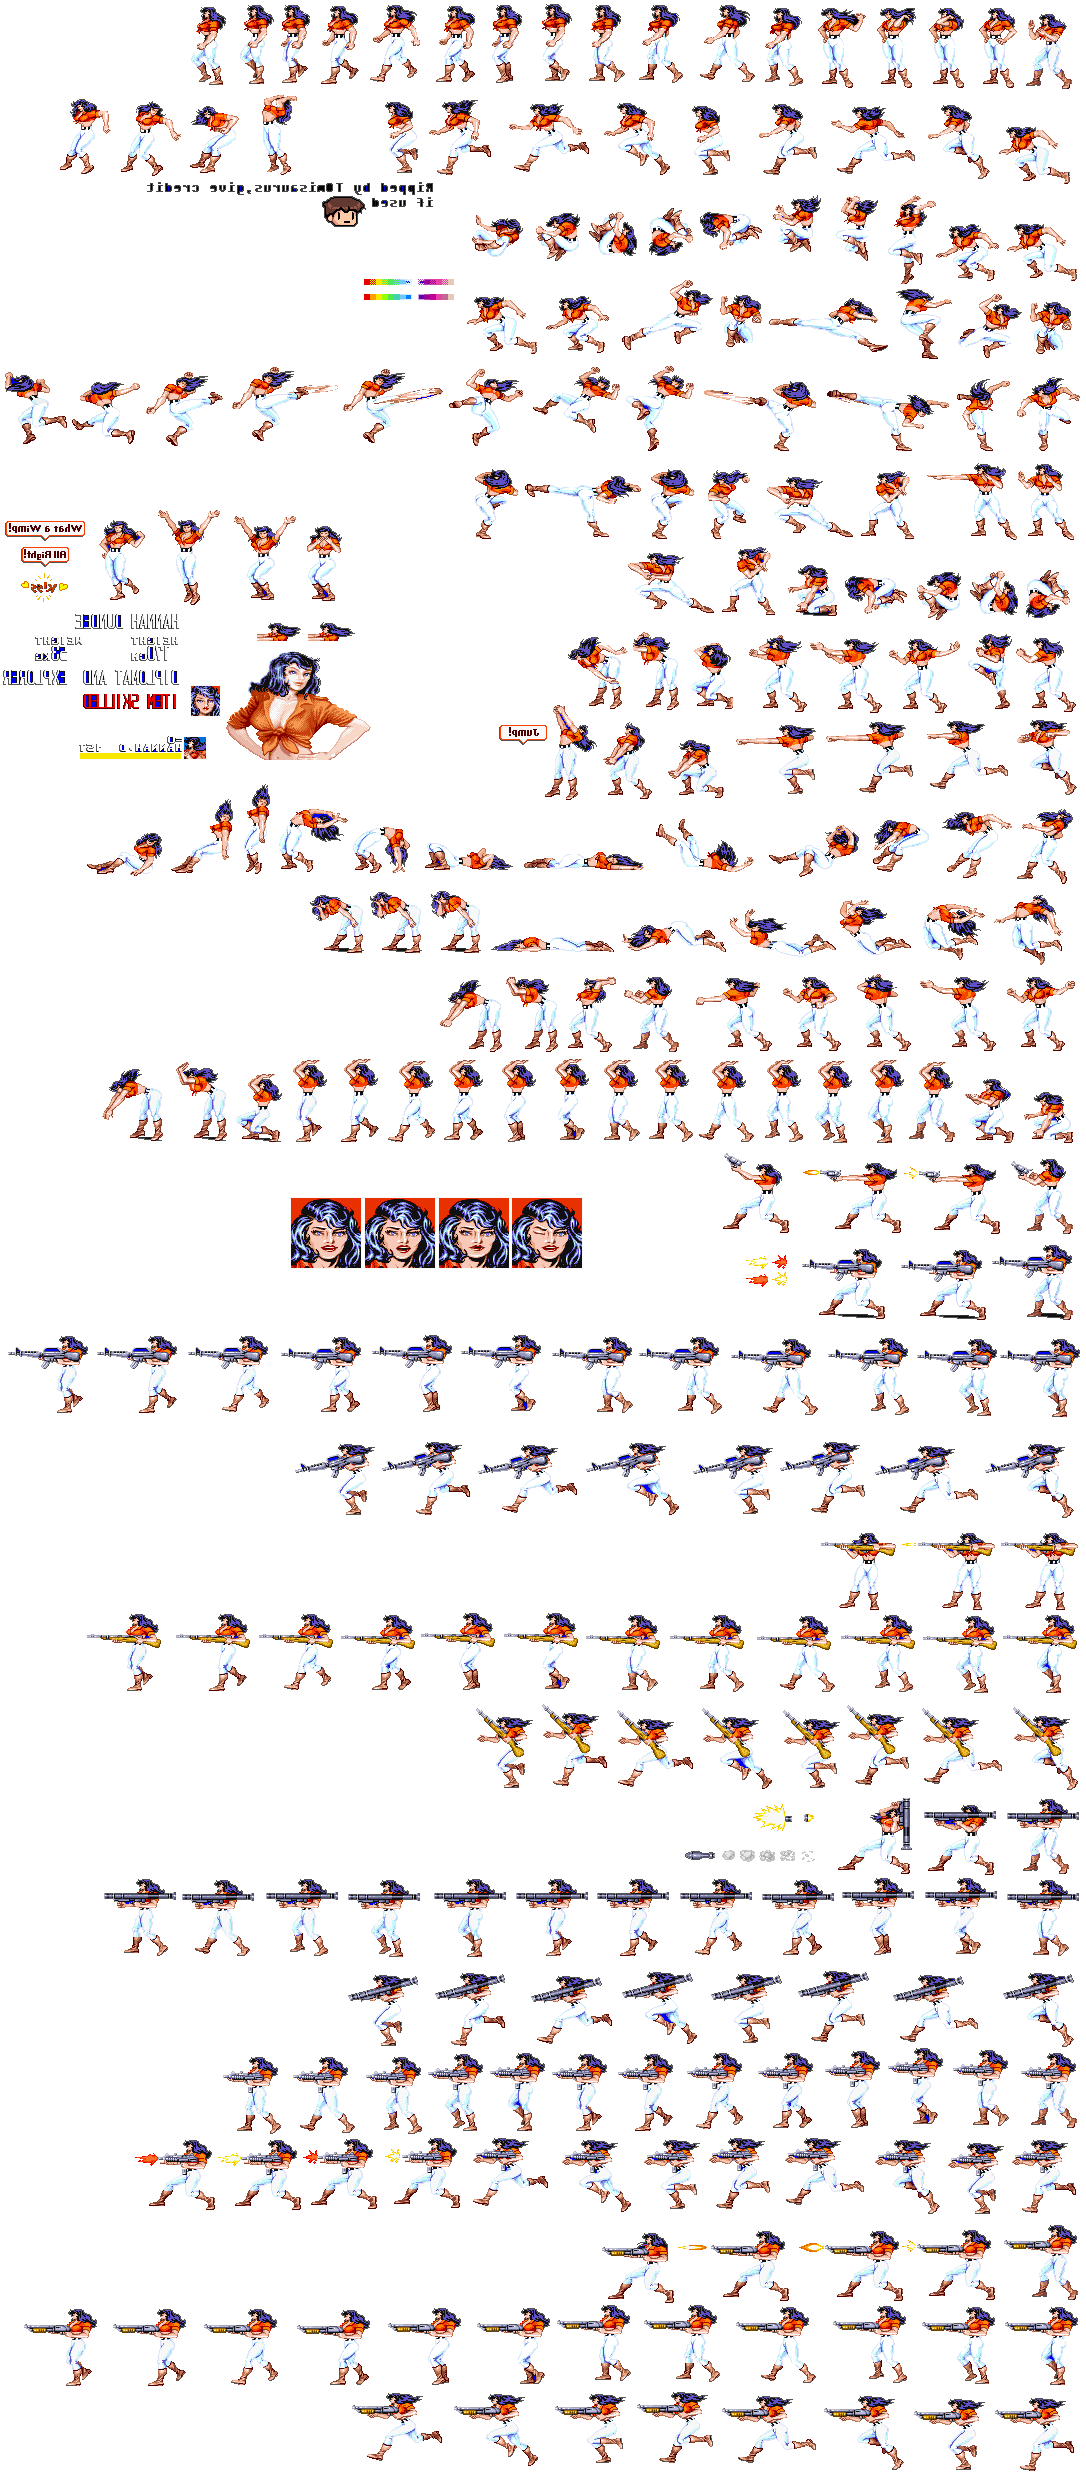 Ripped by T0misaurus,give credit
if used
What a Wimp!
All Right!
Yes!
HANNAH DUNDEE
HEIGHT WEIGHT
170cm 58kg
DIPLOMAT AND EXPLORER
ITEM SKILLED
Jump!
=0
HANNAH.D 1ST